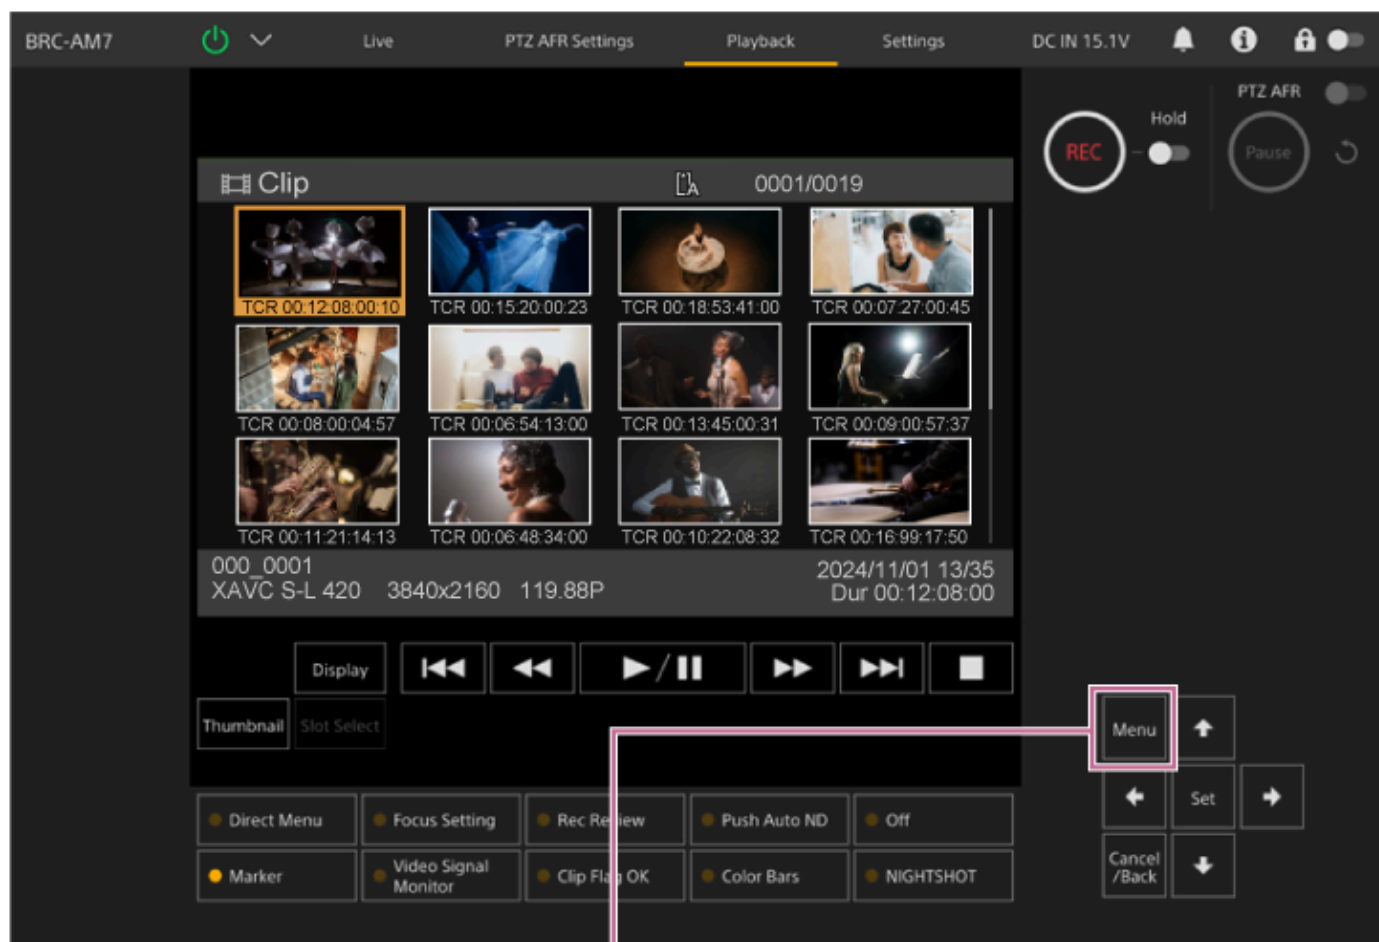 BRC-AM7 Live PTZ AFR Settings Playback Settings DC IN 15.1V
PTZ AFR
Hold
REC Pause
Clip A 0001/0019
TCR 00:12:08:00:10 TCR 00:15:20:00:23 TCR 00:18:53:41:00 TCR 00:07:27:00:45
TCR 00:08:00:04:57 TCR 00:06:54:13:00 TCR 00:13:45:00:31 TCR 00:09:00:57:37
TCR 00:11:21:14:13 TCR 00:06:48:34:00 TCR 00:10:22:08:32 TCR 00:16:99:17:50
000_0001 2024/11/01 13/35
XAVC S-L 420 3840x2160 119.88P Dur 00:12:08:00
Display
Thumbnail Slot Select
Menu
Set
Cancel
/Back
Direct Menu Focus Setting Rec Review Push Auto ND Off
Marker Video Signal
Monitor Clip Flag OK Color Bars NIGHTSHOT